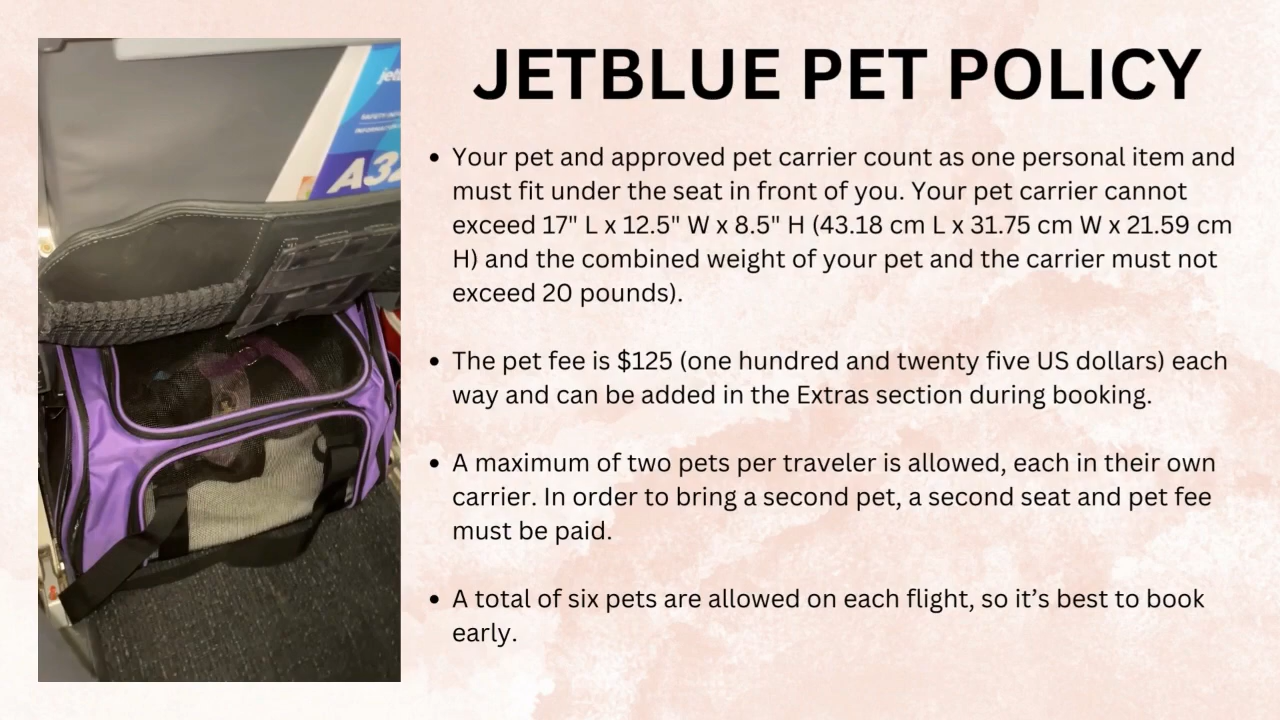 JETBLUE PET POLICY
• Your pet and approved pet carrier count as one personal item and
must fit under the seat in front of you. Your pet carrier cannot
exceed 17" L x 12.5" W x 8.5" H (43.18 cm L x 31.75 cm W x 21.59 cm
H) and the combined weight of your pet and the carrier must not
exceed 20 pounds).
• The pet fee is $125 (one hundred and twenty five US dollars) each
way and can be added in the Extras section during booking.
• A maximum of two pets per traveler is allowed, each in their own
carrier. In order to bring a second pet, a second seat and pet fee
must be paid.
• A total of six pets are allowed on each flight, so it’s best to book
early.
A32